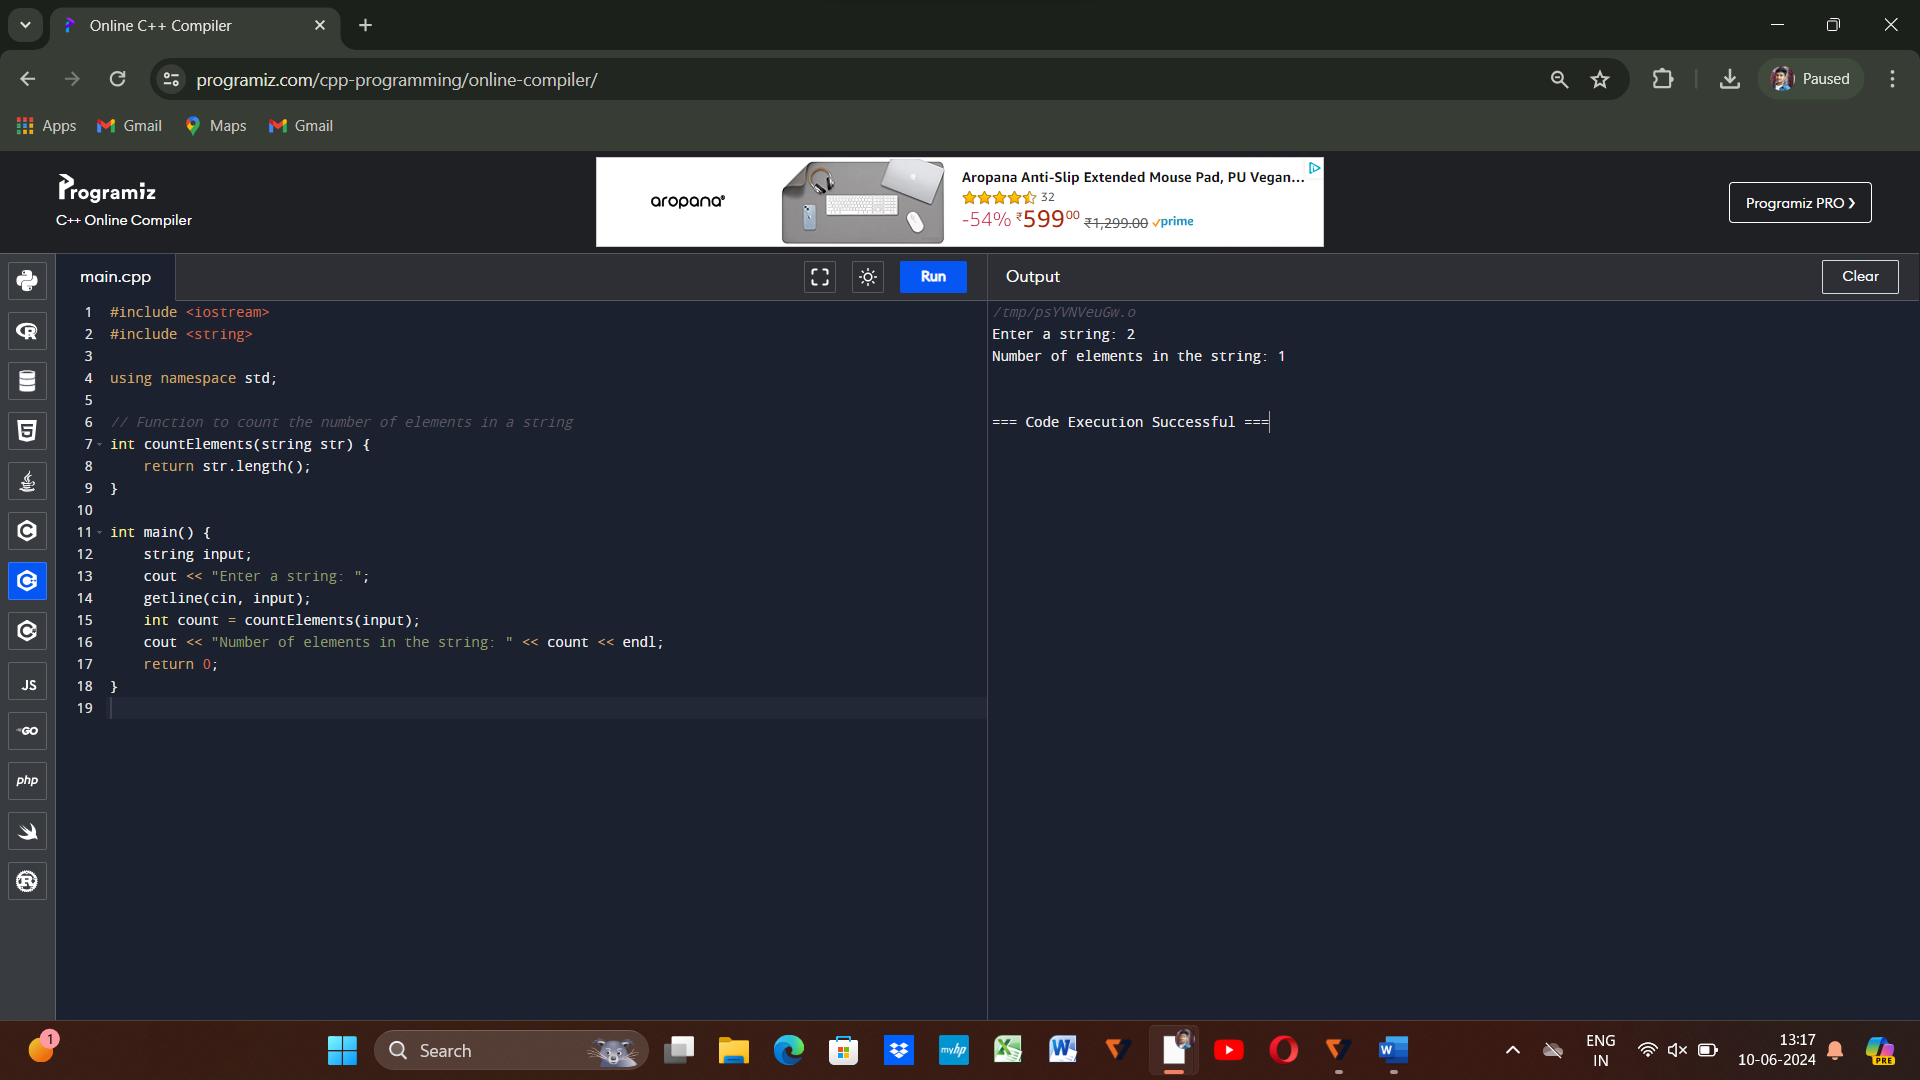 Online C++ Compiler
programiz.com/cpp-programming/online-compiler/
Paused
Apps
Gmail
Maps
Gmail
Programiz
C++ Online Compiler
aropana®
Aropana Anti-Slip Extended Mouse Pad, PU Vegan...
32
-54% ₹599⁰⁰ ₹1,299.00 prime
Programiz PRO ❯
main.cpp
Run
Output
Clear
1 #include <iostream>
2 #include <string>
3
4 using namespace std;
5
6 // Function to count the number of elements in a string
7 int countElements(string str) {
8     return str.length();
9 }
10
11 int main() {
12     string input;
13     cout << "Enter a string: ";
14     getline(cin, input);
15     int count = countElements(input);
16     cout << "Number of elements in the string: " << count << endl;
17     return 0;
18 }
19
/tmp/psYVNVeuGw.o
Enter a string: 2
Number of elements in the string: 1
=== Code Execution Successful ===
JS
GO
php
1
Search
myhp
ENG
IN
13:17
10-06-2024
PRE